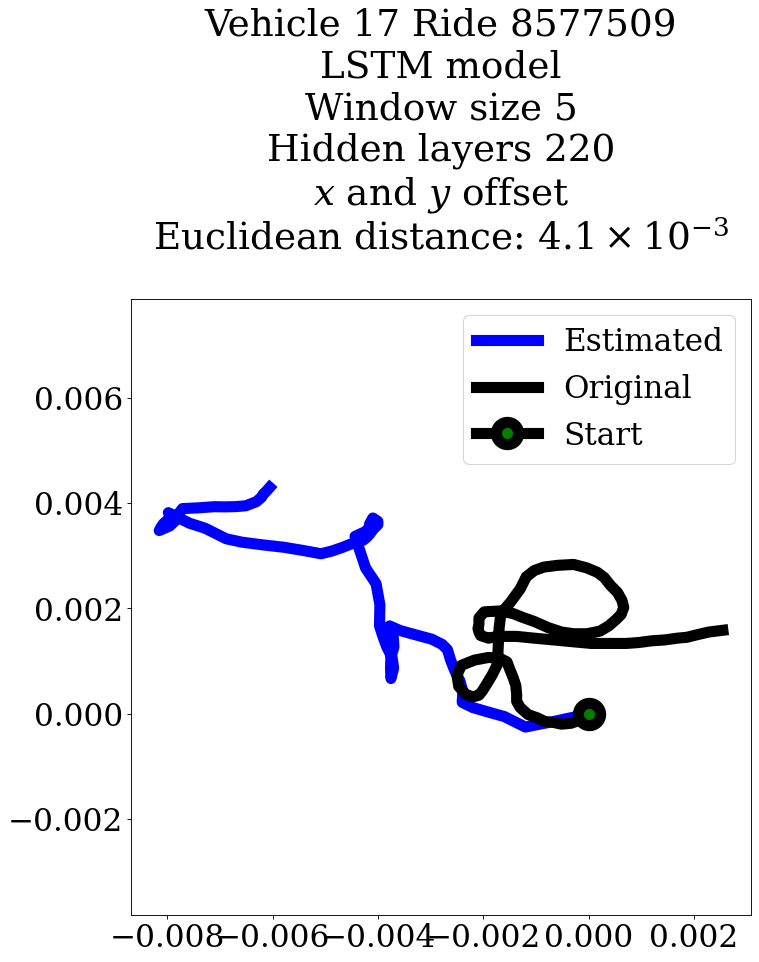 Vehicle 17 Ride 8577509
LSTM model
Window size 5
Hidden layers 220
x and y offset
Euclidean distance: 4.1 × 10⁻³
Estimated
Original
Start
0.006
0.004
0.002
0.000
−0.002
−0.008 −0.006 −0.004 −0.002 0.000 0.002